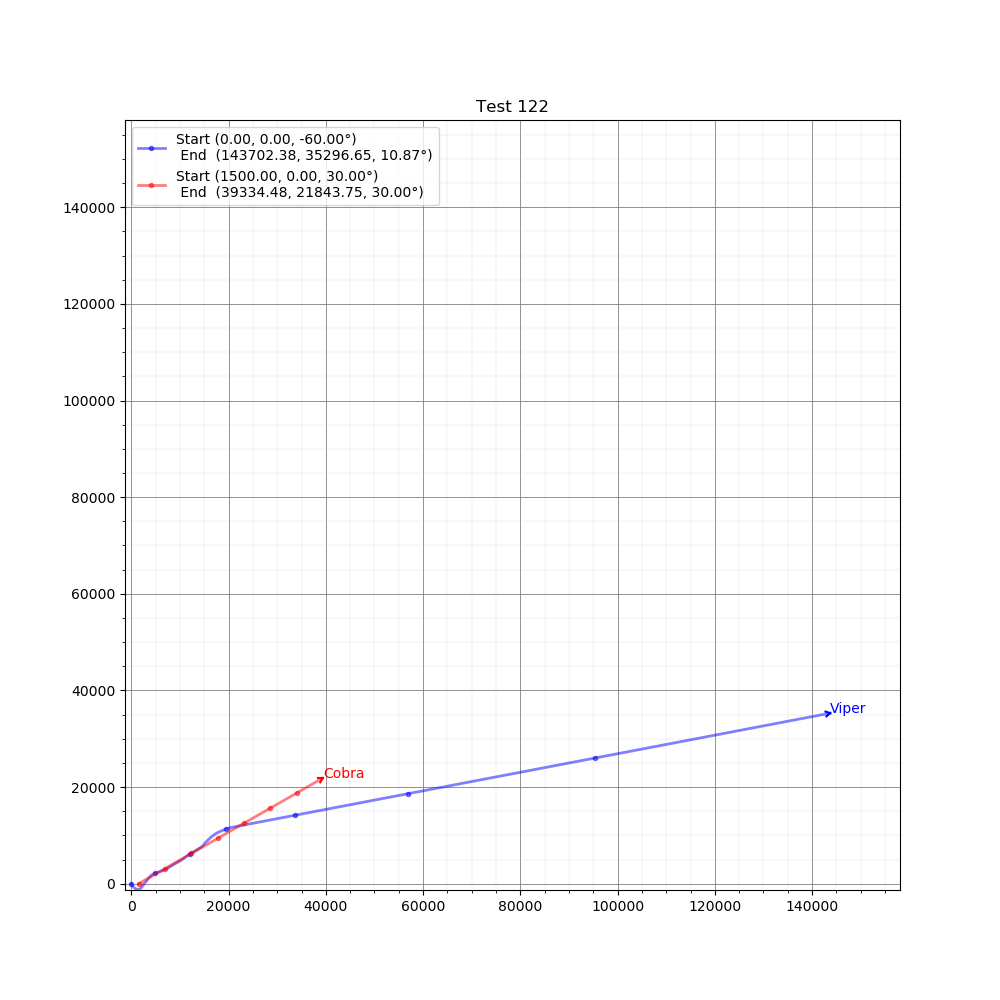 Test 122
Start (0.00, 0.00, -60.00°)
End  (143702.38, 35296.65, 10.87°)
Start (1500.00, 0.00, 30.00°)
End  (39334.48, 21843.75, 30.00°)
140000
120000
100000
80000
60000
40000
20000
0
Viper
Cobra
0 20000 40000 60000 80000 100000 120000 140000